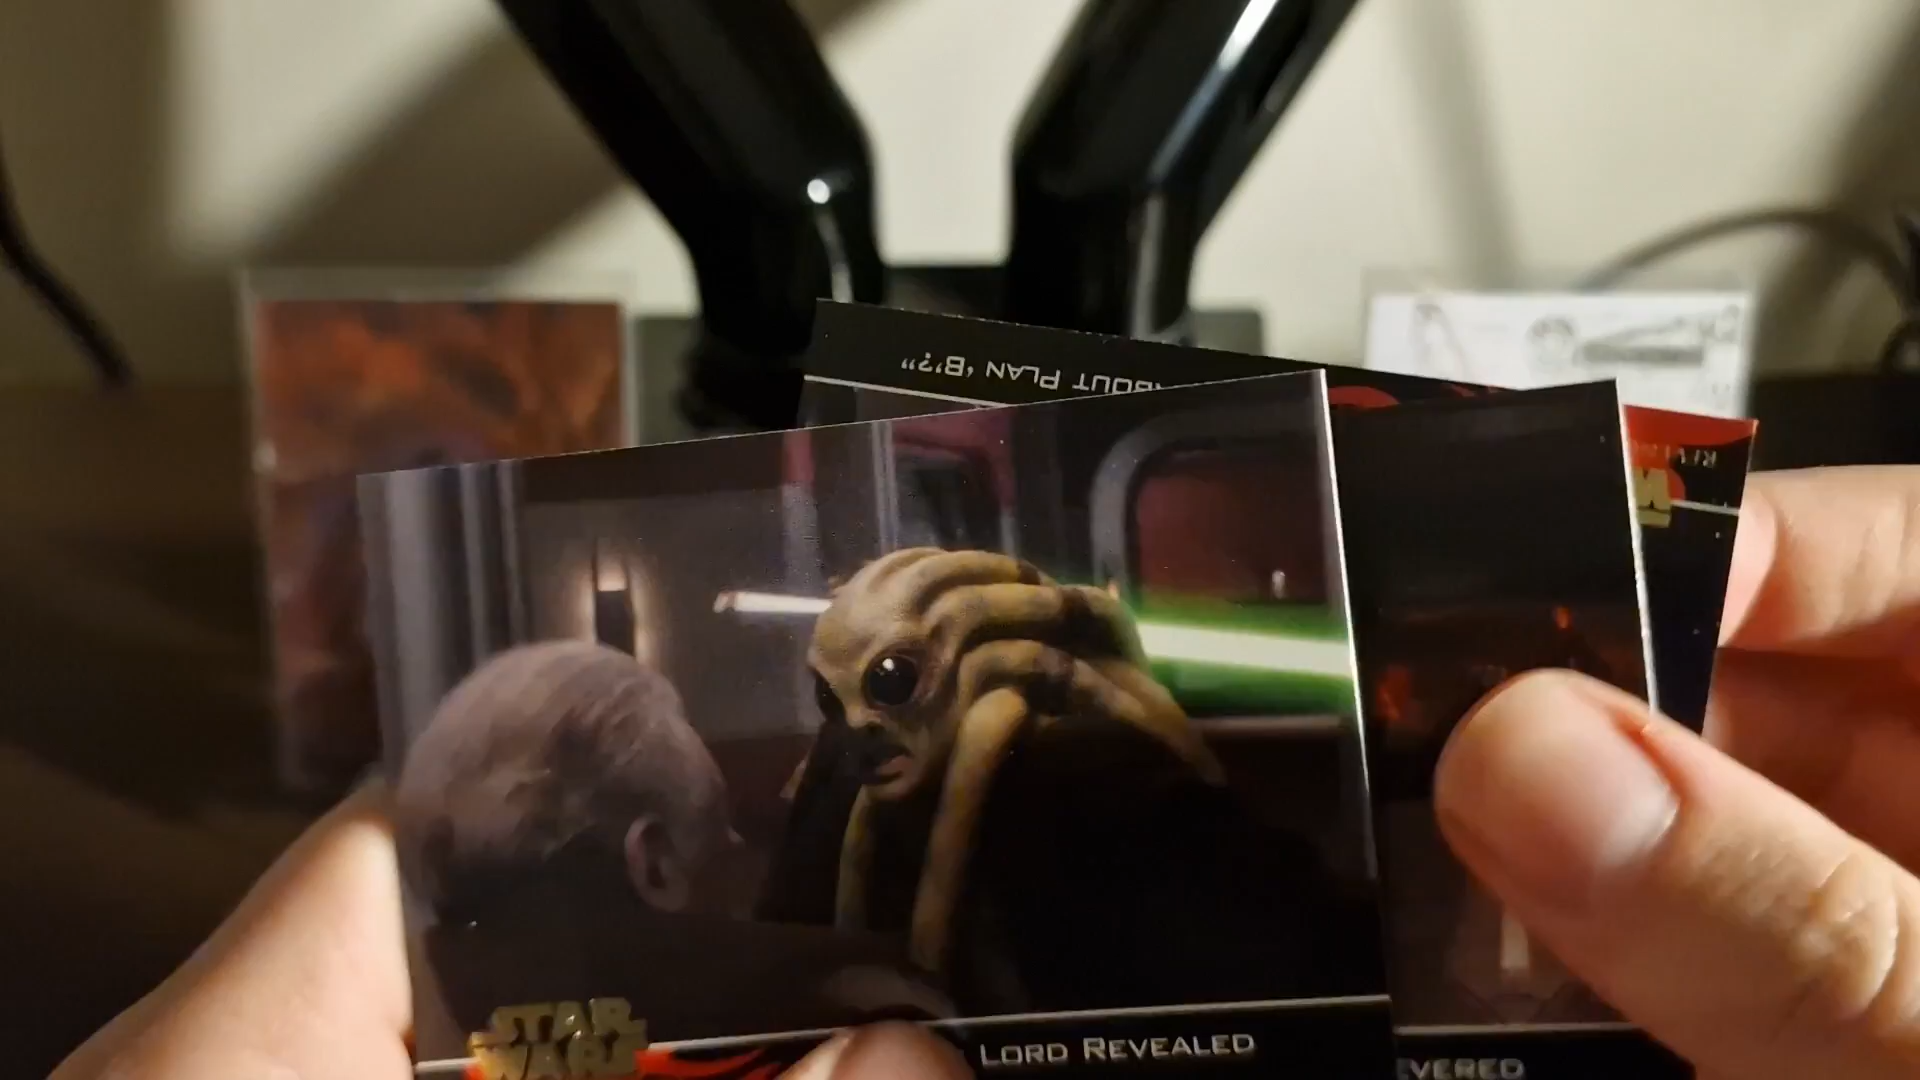 BOUT PLAN 'B'?"
STAR
WARS
LORD REVEALED
EVERED